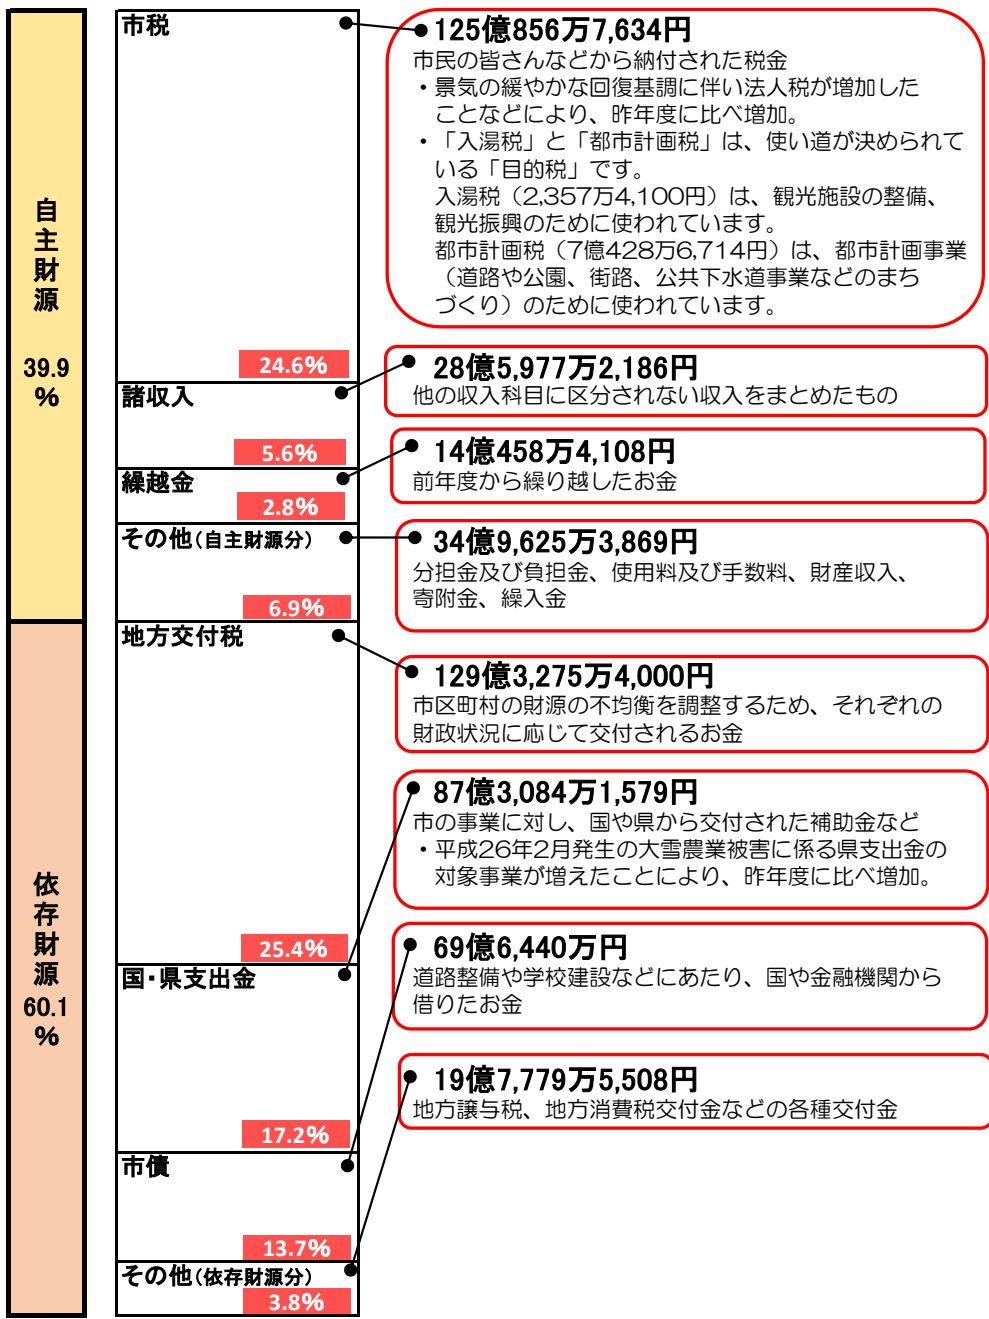 自主財源
39.9
%
市税
24.6%
125億856万7,634円
市民の皆さんなどから納付された税金
・景気の緩やかな回復基調に伴い法人税が増加した
ことなどにより、昨年度に比べ増加。
・「入湯税」と「都市計画税」は、使い道が決められて
いる「目的税」です。
入湯税（2,357万4,100円）は、観光施設の整備、
観光振興のために使われています。
都市計画税（7億428万6,714円）は、都市計画事業
（道路や公園、街路、公共下水道事業などのまち
づくり）のために使われています。
諸収入
5.6%
28億5,977万2,186円
他の収入科目に区分されない収入をまとめたもの
繰越金
2.8%
14億458万4,108円
前年度から繰り越したお金
その他（自主財源分）
6.9%
34億9,625万3,869円
分担金及び負担金、使用料及び手数料、財産収入、
寄附金、繰入金
依存財源
60.1
%
地方交付税
25.4%
129億3,275万4,000円
市区町村の財源の不均衡を調整するため、それぞれの
財政状況に応じて交付されるお金
国・県支出金
17.2%
87億3,084万1,579円
市の事業に対し、国や県から交付された補助金など
・平成26年2月発生の大雪農業被害に係る県支出金の
対象事業が増えたことにより、昨年度に比べ増加。
市債
13.7%
69億6,440万円
道路整備や学校建設などにあたり、国や金融機関から
借りたお金
その他（依存財源分）
3.8%
19億7,779万5,508円
地方譲与税、地方消費税交付金などの各種交付金